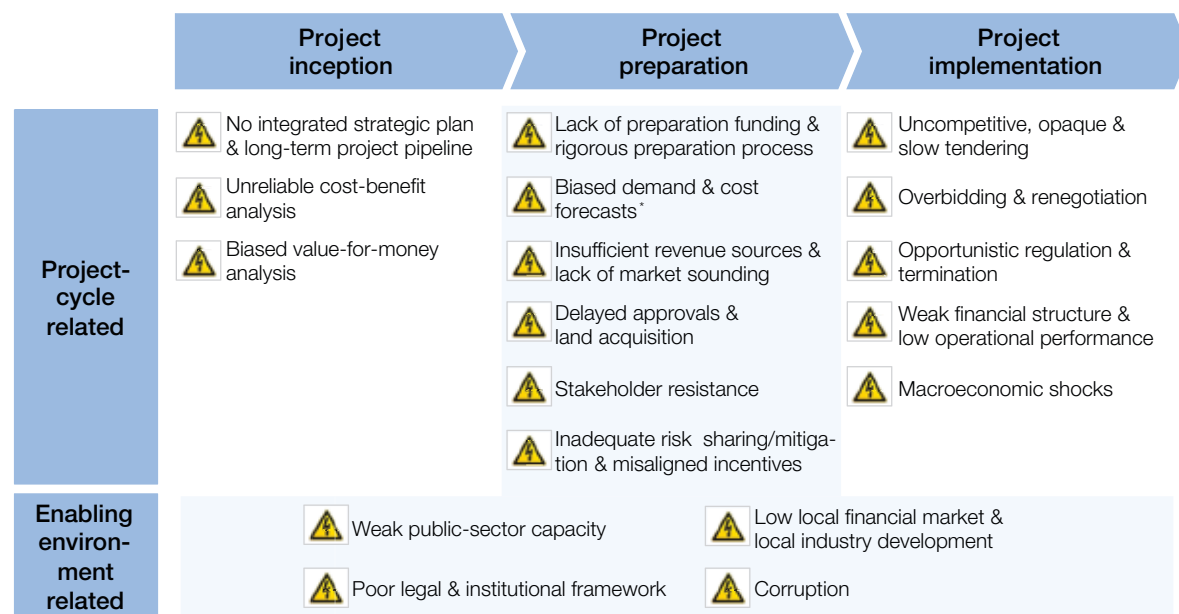 Project
inception
Project
preparation
Project
implementation
Project-
cycle
related
No integrated strategic plan
& long-term project pipeline
Unreliable cost-benefit
analysis
Biased value-for-money
analysis
Lack of preparation funding &
rigorous preparation process
Biased demand & cost
forecasts*
Insufficient revenue sources &
lack of market sounding
Delayed approvals &
land acquisition
Stakeholder resistance
Inadequate risk sharing/mitiga-
tion & misaligned incentives
Uncompetitive, opaque &
slow tendering
Overbidding & renegotiation
Opportunistic regulation &
termination
Weak financial structure &
low operational performance
Macroeconomic shocks
Enabling
environ-
ment
related
Weak public-sector capacity
Low local financial market &
local industry development
Poor legal & institutional framework
Corruption